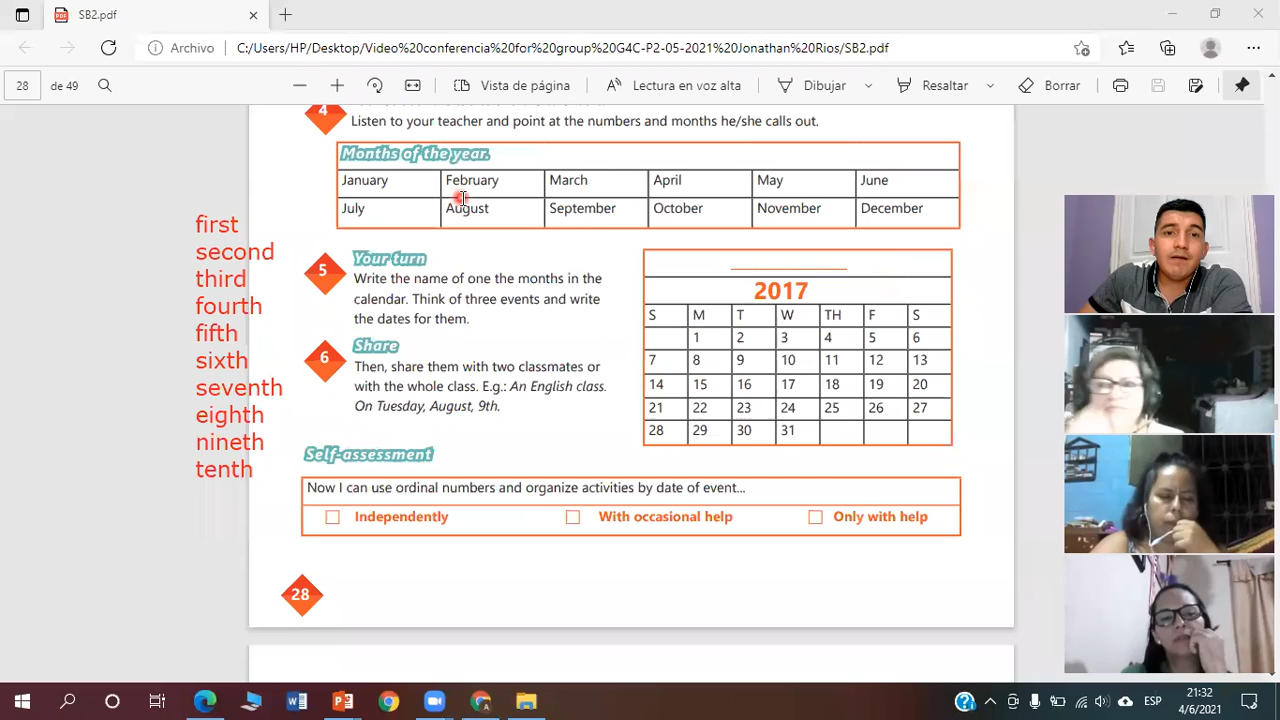 SB2.pdf
Archivo C:/Users/HP/Desktop/Video%20conferencia%20for%20group%20G4C-P2-05-2021%20Jonathan%20Rios/SB2.pdf
28 de 49 Vista de página Lectura en voz alta Dibujar Resaltar Borrar
4
Listen to your teacher and point at the numbers and months he/she calls out.
Months of the year.
January February March April May June
July August September October November December
first
second
third
fourth
fifth
sixth
seventh
eighth
nineth
tenth
5 Your turn
Write the name of one the months in the
calendar. Think of three events and write
the dates for them.
6 Share
Then, share them with two classmates or
with the whole class. E.g.: An English class.
On Tuesday, August, 9th.
2017
S M T W TH F S
1 2 3 4 5 6
7 8 9 10 11 12 13
14 15 16 17 18 19 20
21 22 23 24 25 26 27
28 29 30 31
Self-assessment
Now I can use ordinal numbers and organize activities by date of event...
Independently With occasional help Only with help
28
ESP
21:32
4/6/2021